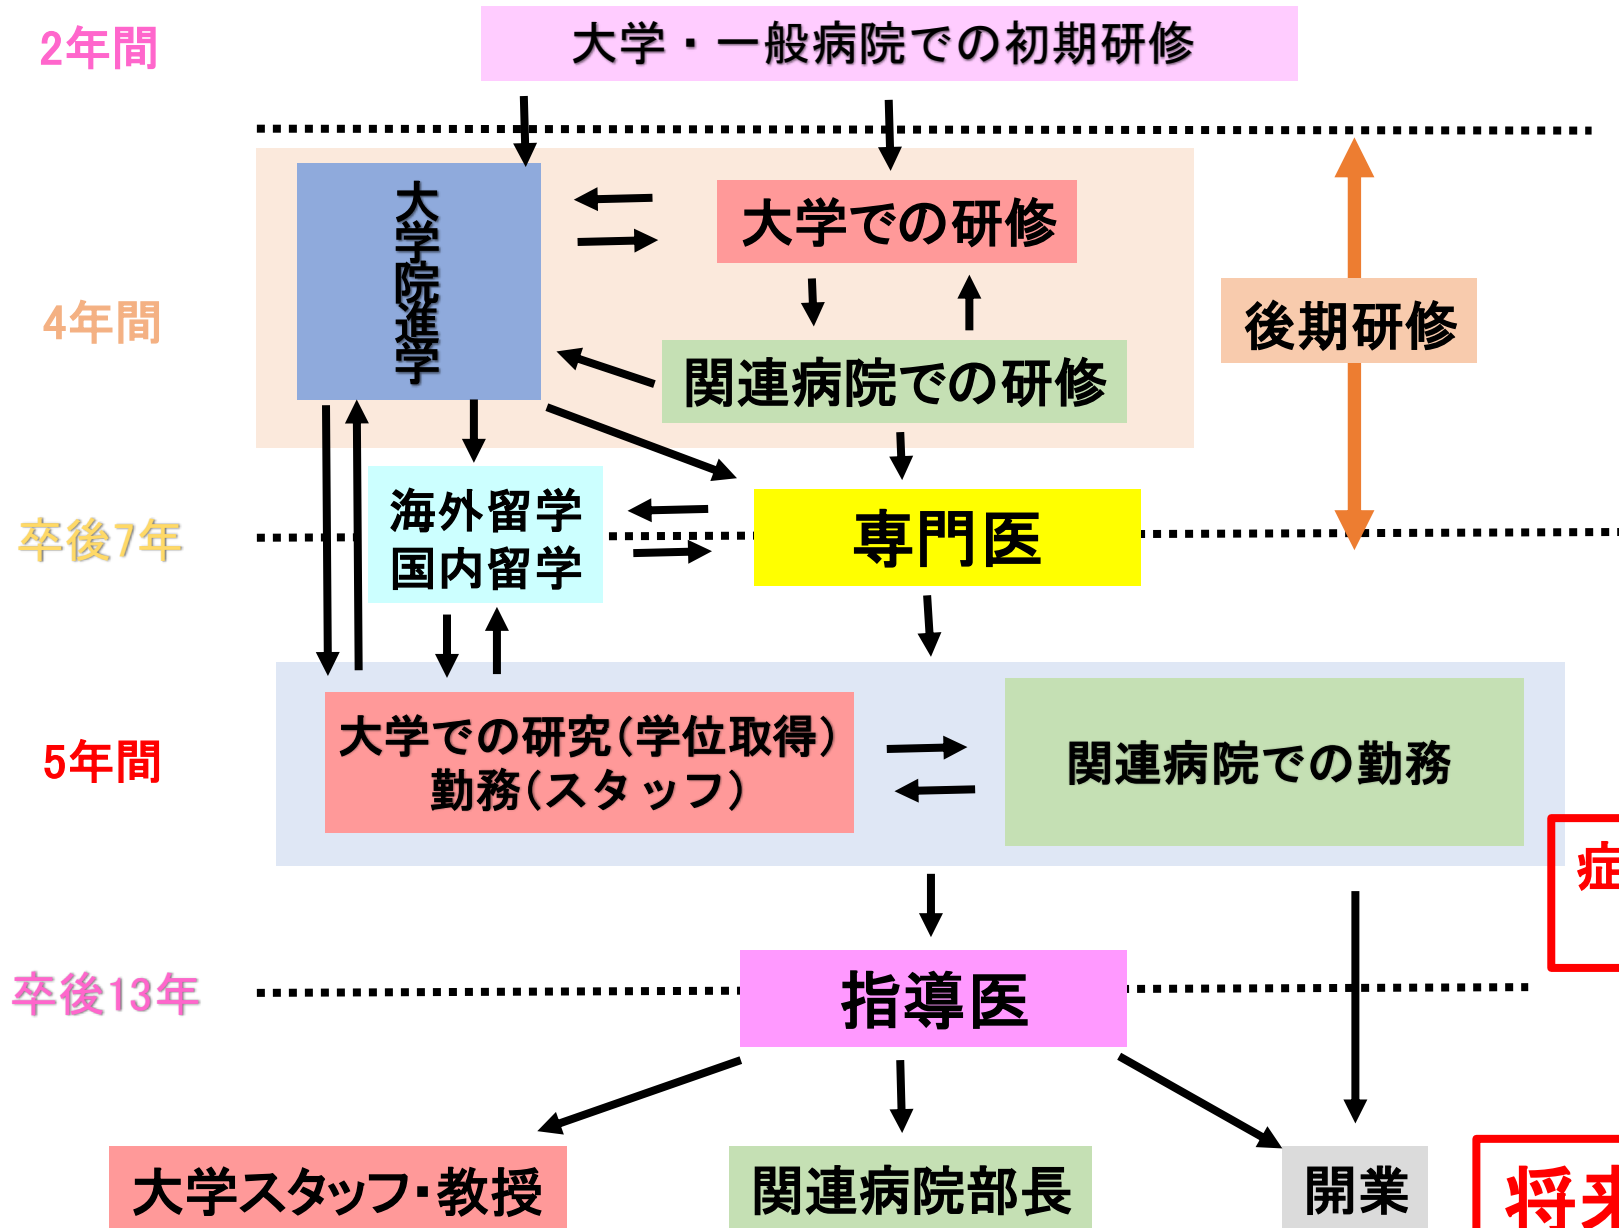 2年間
大学・一般病院での初期研修
大学院進学
大学での研修
4年間
後期研修
関連病院での研修
卒後7年
海外留学
国内留学
専門医
5年間
大学での研究(学位取得)
勤務(スタッフ)
関連病院での勤務
症
卒後13年
指導医
大学スタッフ・教授
関連病院部長
開業
将来